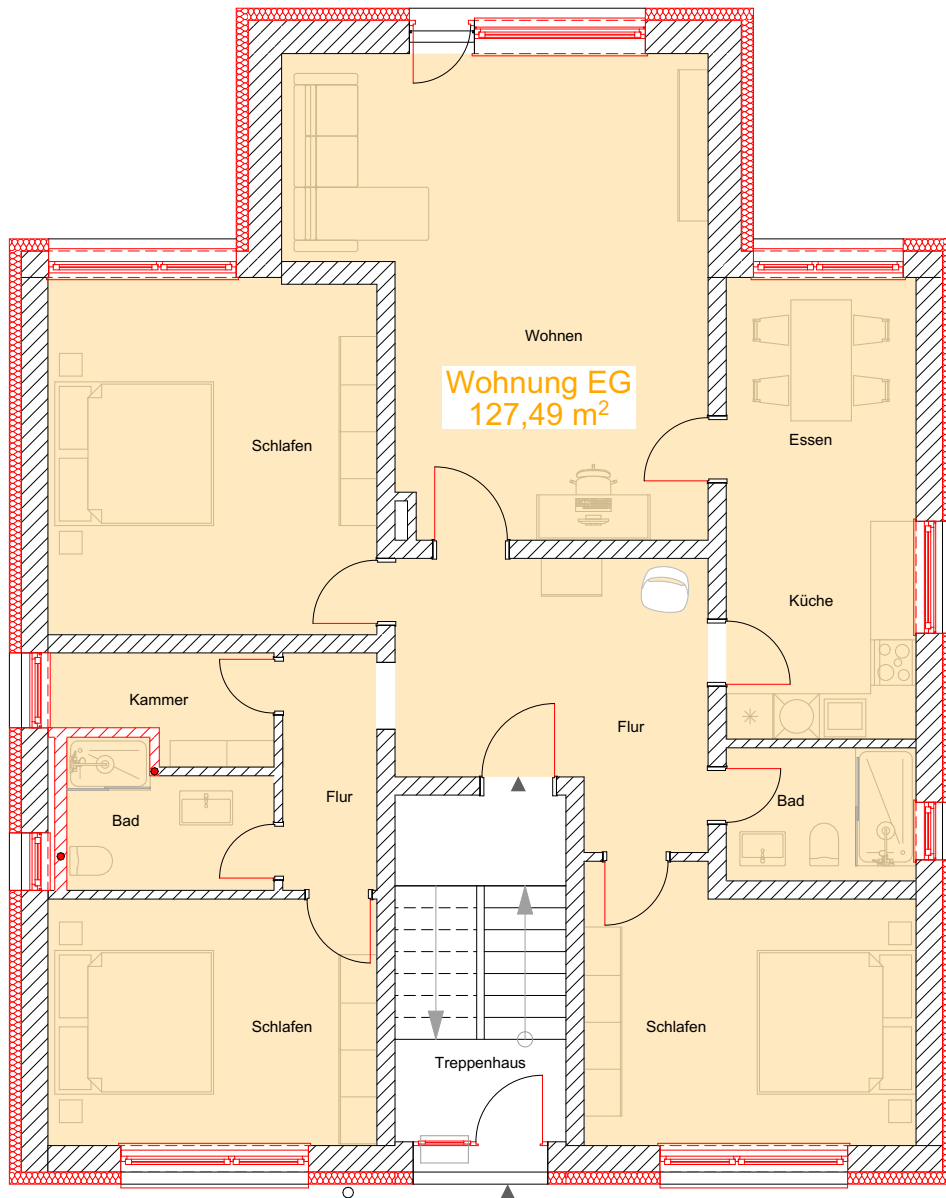 Wohnen
Wohnung EG
127,49 m²
Schlafen
Essen
Küche
Kammer
Flur
Flur
Bad
Bad
Schlafen
Schlafen
Treppenhaus